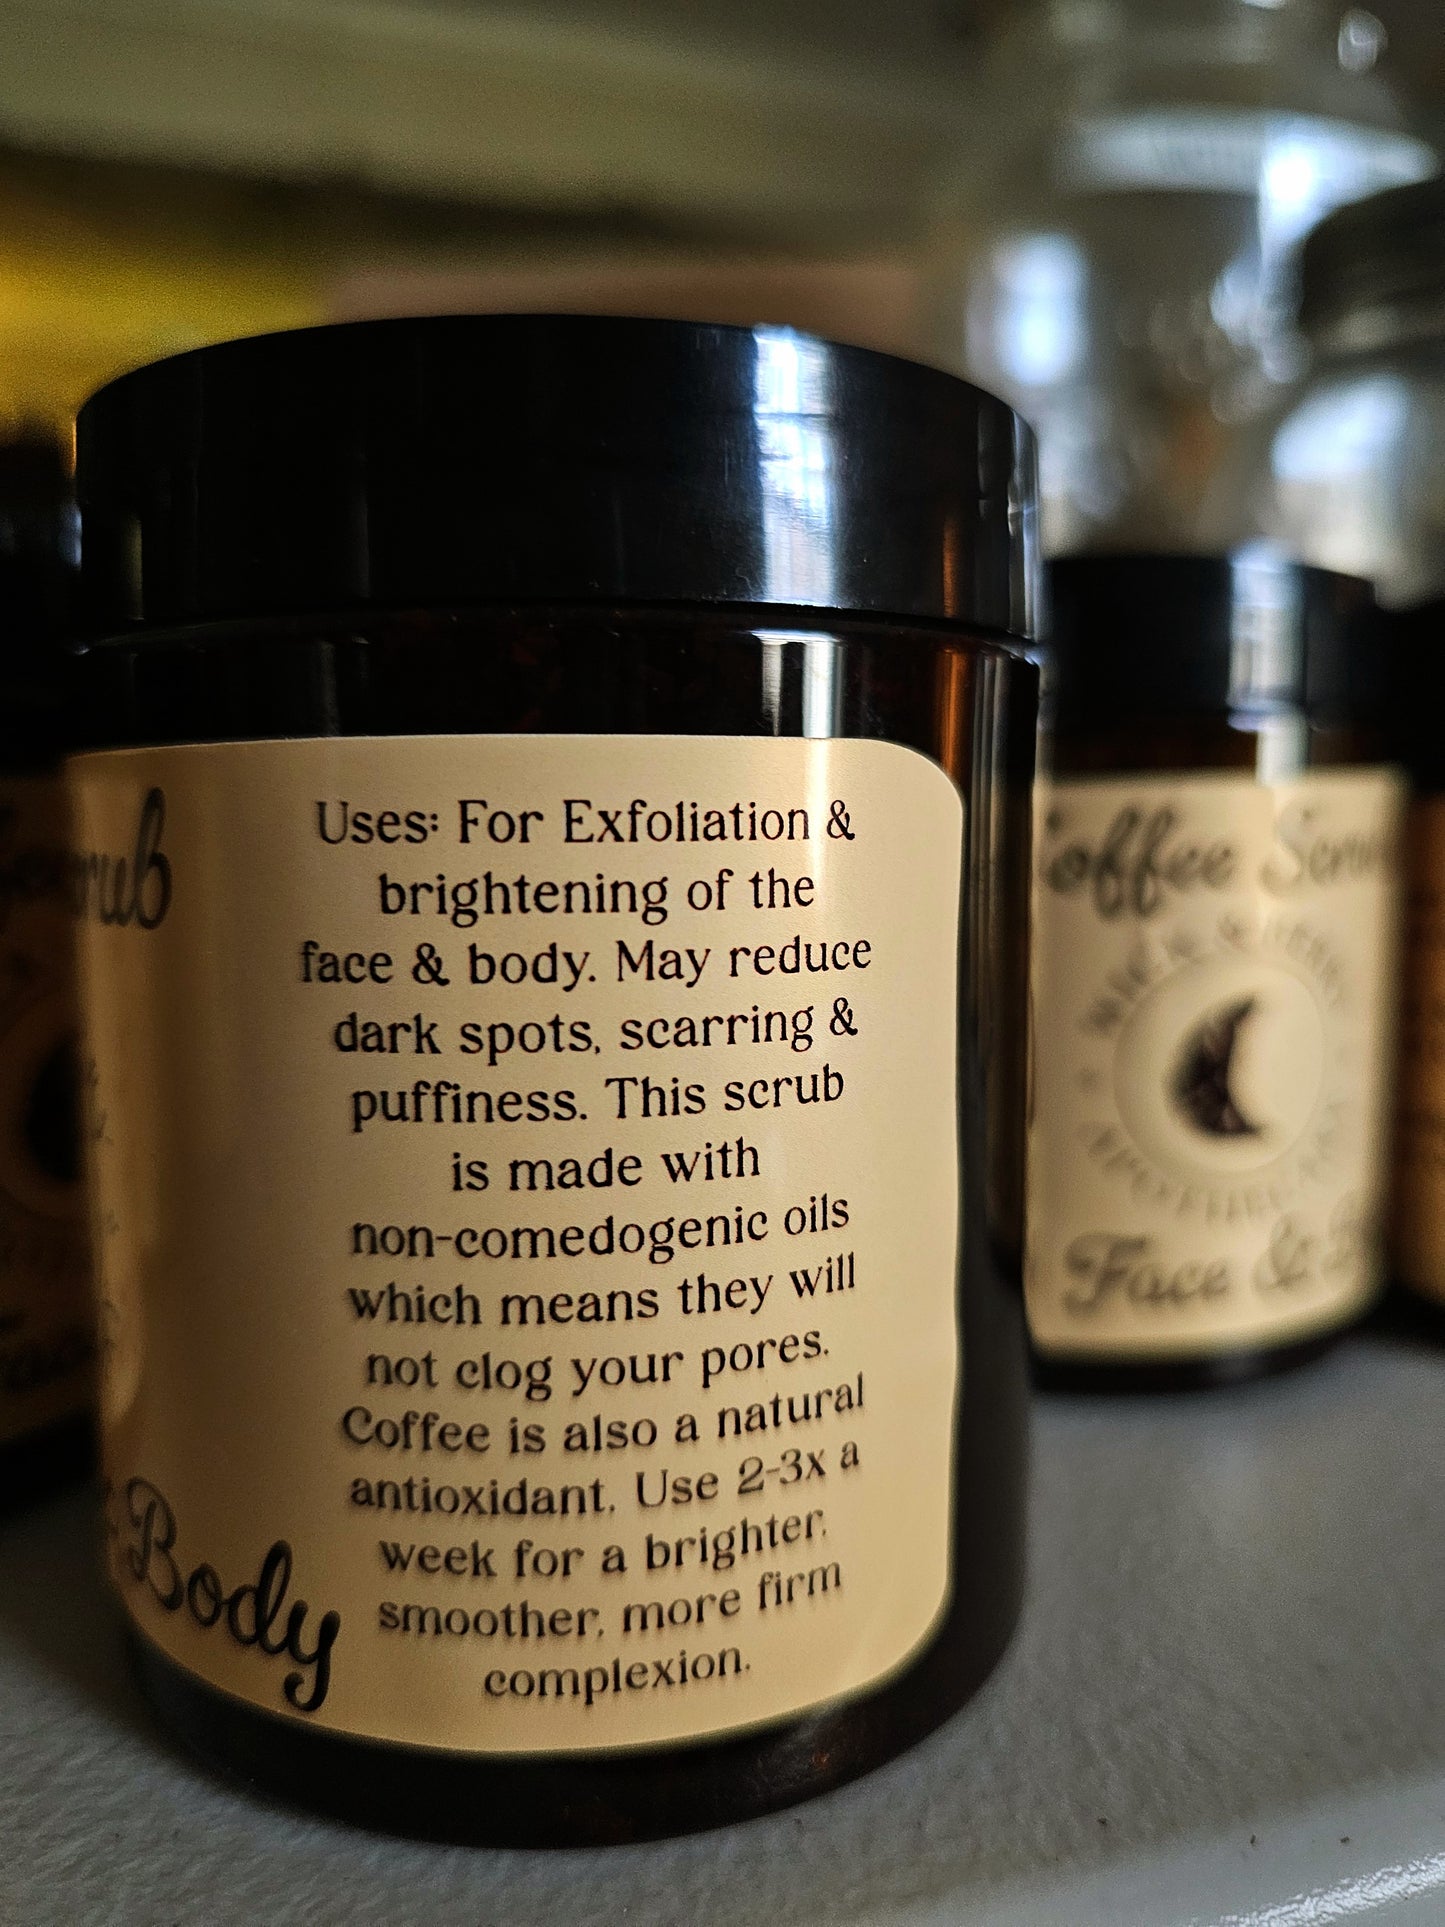 Uses: For Exfoliation &
brightening of the
face & body. May reduce
dark spots, scarring &
puffiness. This scrub
is made with
non-comedogenic oils
which means they will
not clog your pores.
Coffee is also a natural
antioxidant. Use 2-3x a
week for a brighter,
smoother, more firm
complexion.
Body
Coffee
Face &